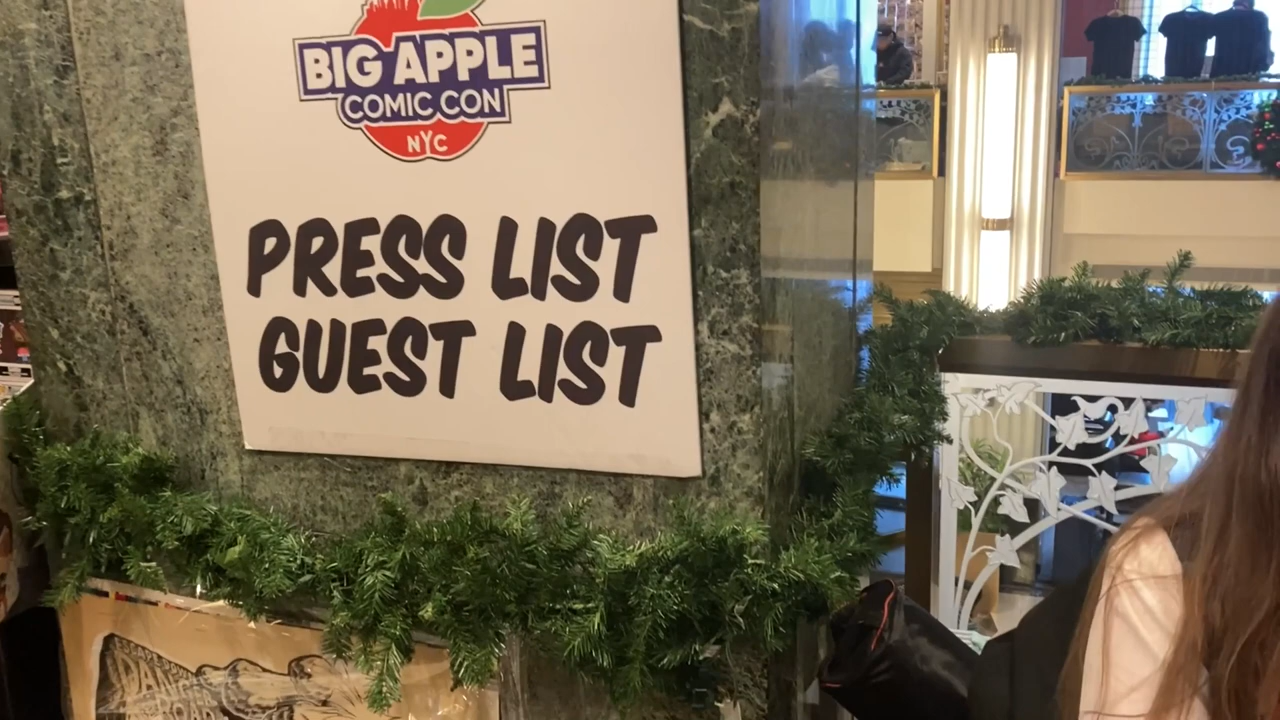 BIG APPLE
COMIC CON
NYC
PRESS LIST
GUEST LIST